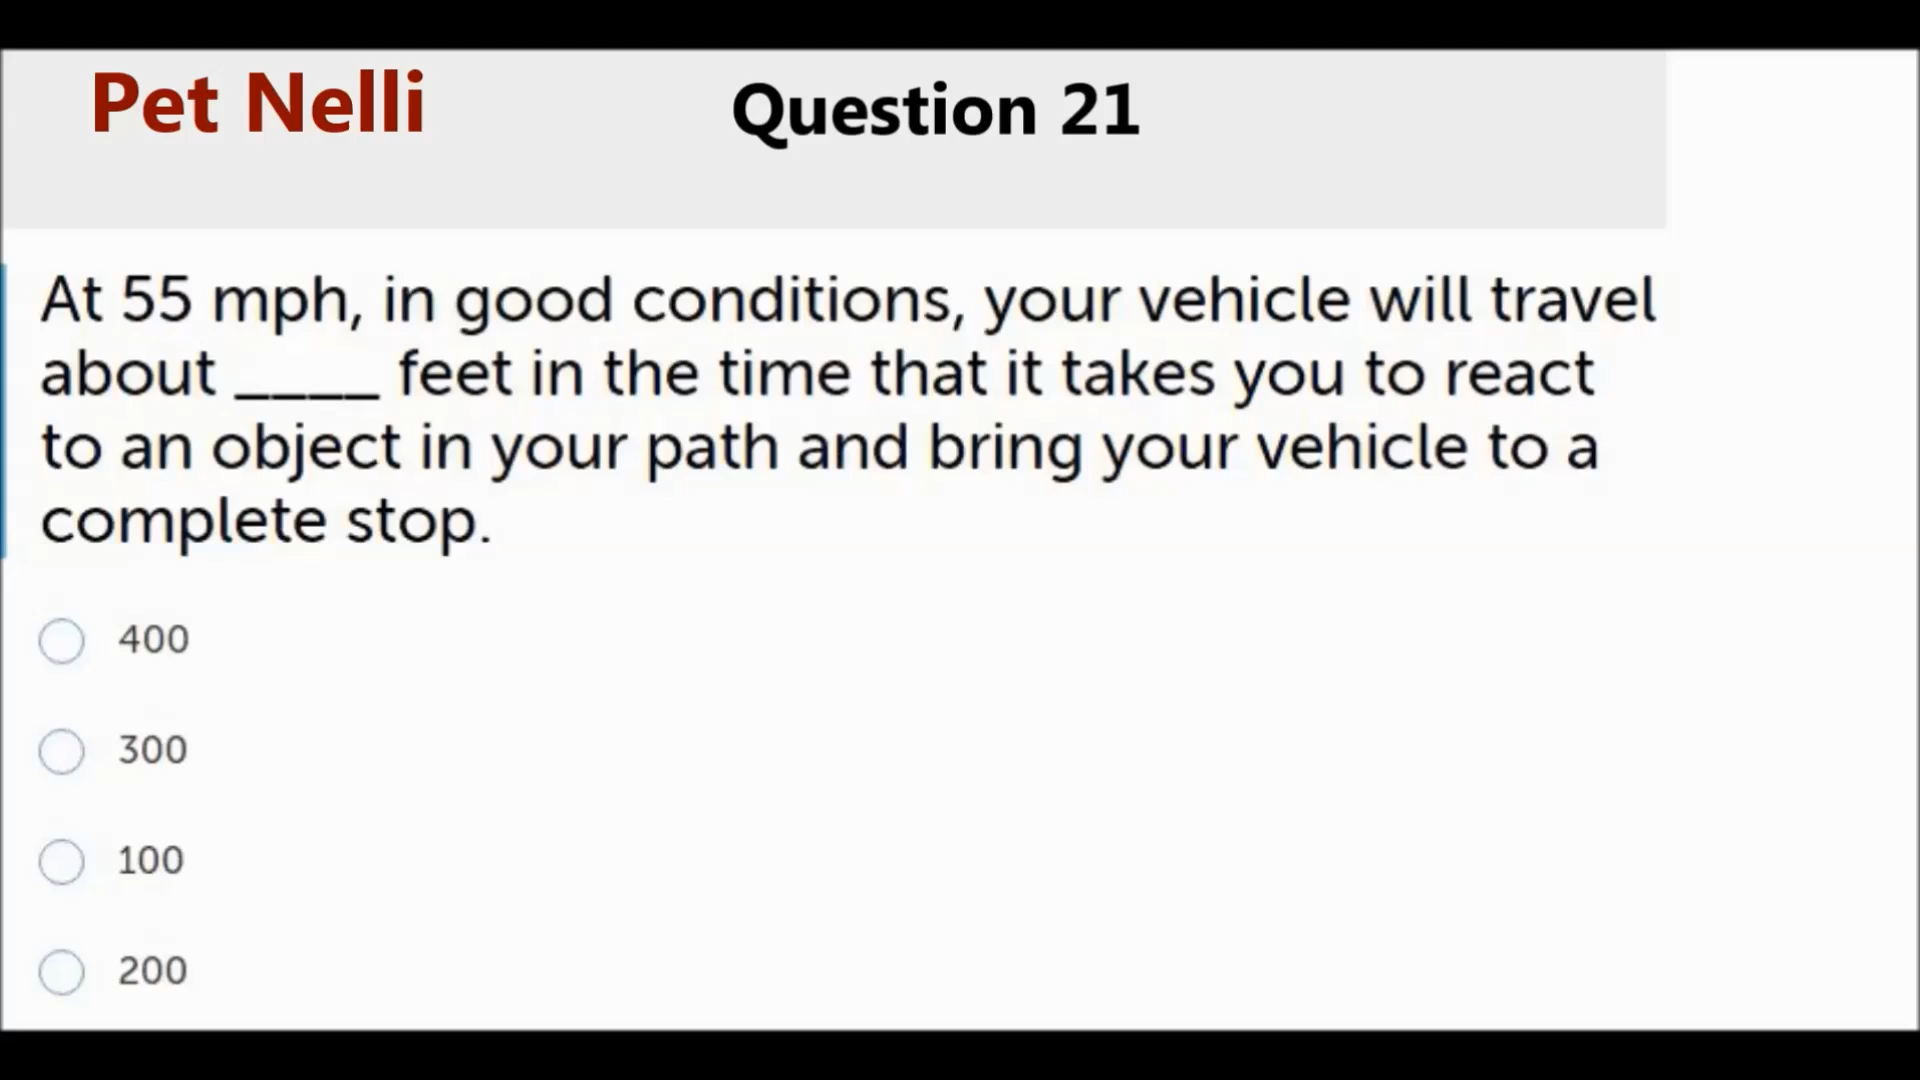 Pet Nelli
Question 21
At 55 mph, in good conditions, your vehicle will travel
about ____ feet in the time that it takes you to react
to an object in your path and bring your vehicle to a
complete stop.
400
300
100
200